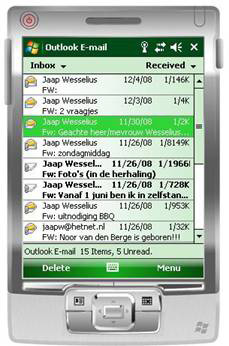 Outlook E-mail
Inbox Received
Jaap Wesselius 12/4/08 1/146K
FW:
Jaap Wesselius 12/3/08 1/4K
FW: 2 vraagjes
Jaap Wesselius 11/30/08 1/2K
FW: Geachte heer/mevrouw Wesselius...
Jaap Wesselius 11/26/08 1/8149K
FW: zondagmiddag
Jaap Wess... 11/26/08 1/1966K
Fw: Foto's (in de herhaling)
Jaap Wessel... 11/26/08 1/728K
Fw: Vanaf 1 juni ben ik in zelfstan...
Jaap Wesselius 11/26/08 1/953K
FW: uitnodiging BBQ
jaapw@hetnet.nl 11/26/08 1/94K
FW: Noor van den Berge is geboren!!!
Outlook E-mail 15 Items, 5 Unread.
Delete Menu